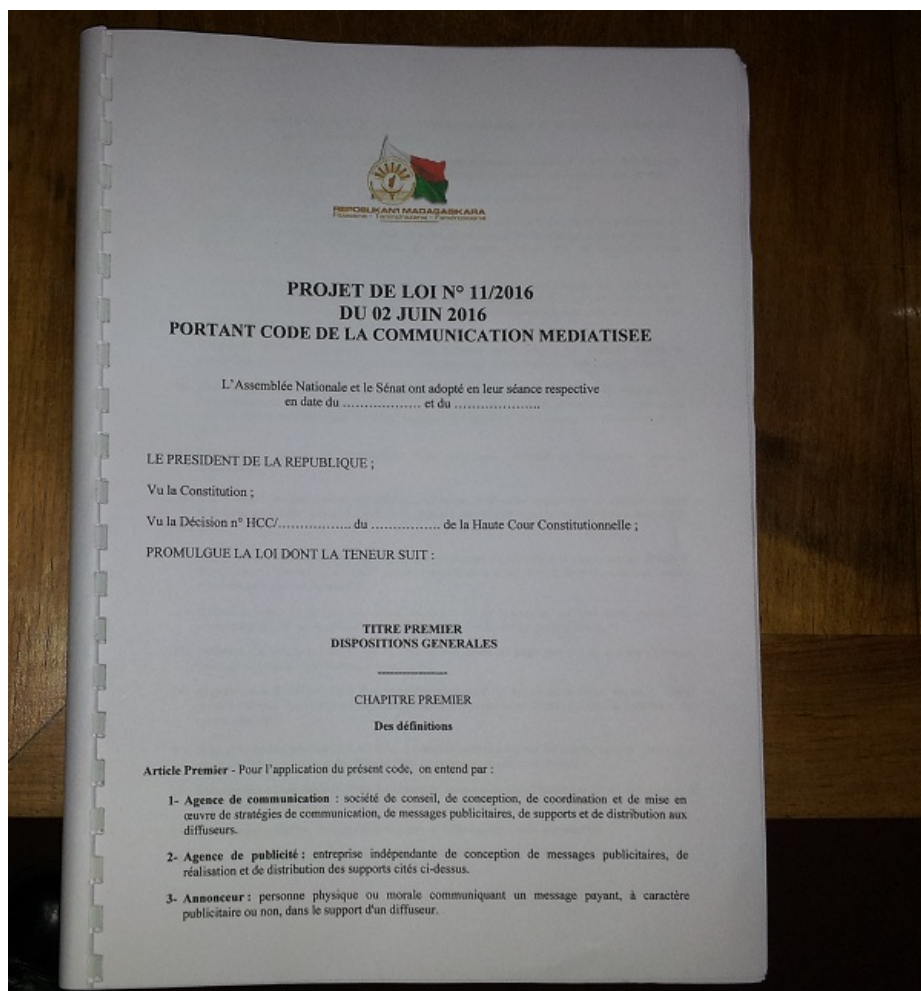 REPOBLIKAN'I MADAGASIKARA
Fitiavana - Tanindrazana - Fandrosoana
PROJET DE LOI N° 11/2016
DU 02 JUIN 2016
PORTANT CODE DE LA COMMUNICATION MEDIATISEE
L'Assemblée Nationale et le Sénat ont adopté en leur séance respective
en date du .................. et du ....................
LE PRESIDENT DE LA REPUBLIQUE ;
Vu la Constitution ;
Vu la Décision n° HCC/................. du ................ de la Haute Cour Constitutionnelle ;
PROMULGUE LA LOI DONT LA TENEUR SUIT :
TITRE PREMIER
DISPOSITIONS GENERALES
CHAPITRE PREMIER
Des définitions
Article Premier - Pour l'application du présent code, on entend par :
1- Agence de communication : société de conseil, de conception, de coordination et de mise en
œuvre de stratégies de communication, de messages publicitaires, de supports et de distribution aux
diffuseurs.
2- Agence de publicité : entreprise indépendante de conception de messages publicitaires, de
réalisation et de distribution des supports cités ci-dessus.
3- Annonceur : personne physique ou morale communiquant un message payant, à caractère
publicitaire ou non, dans le support d'un diffuseur.